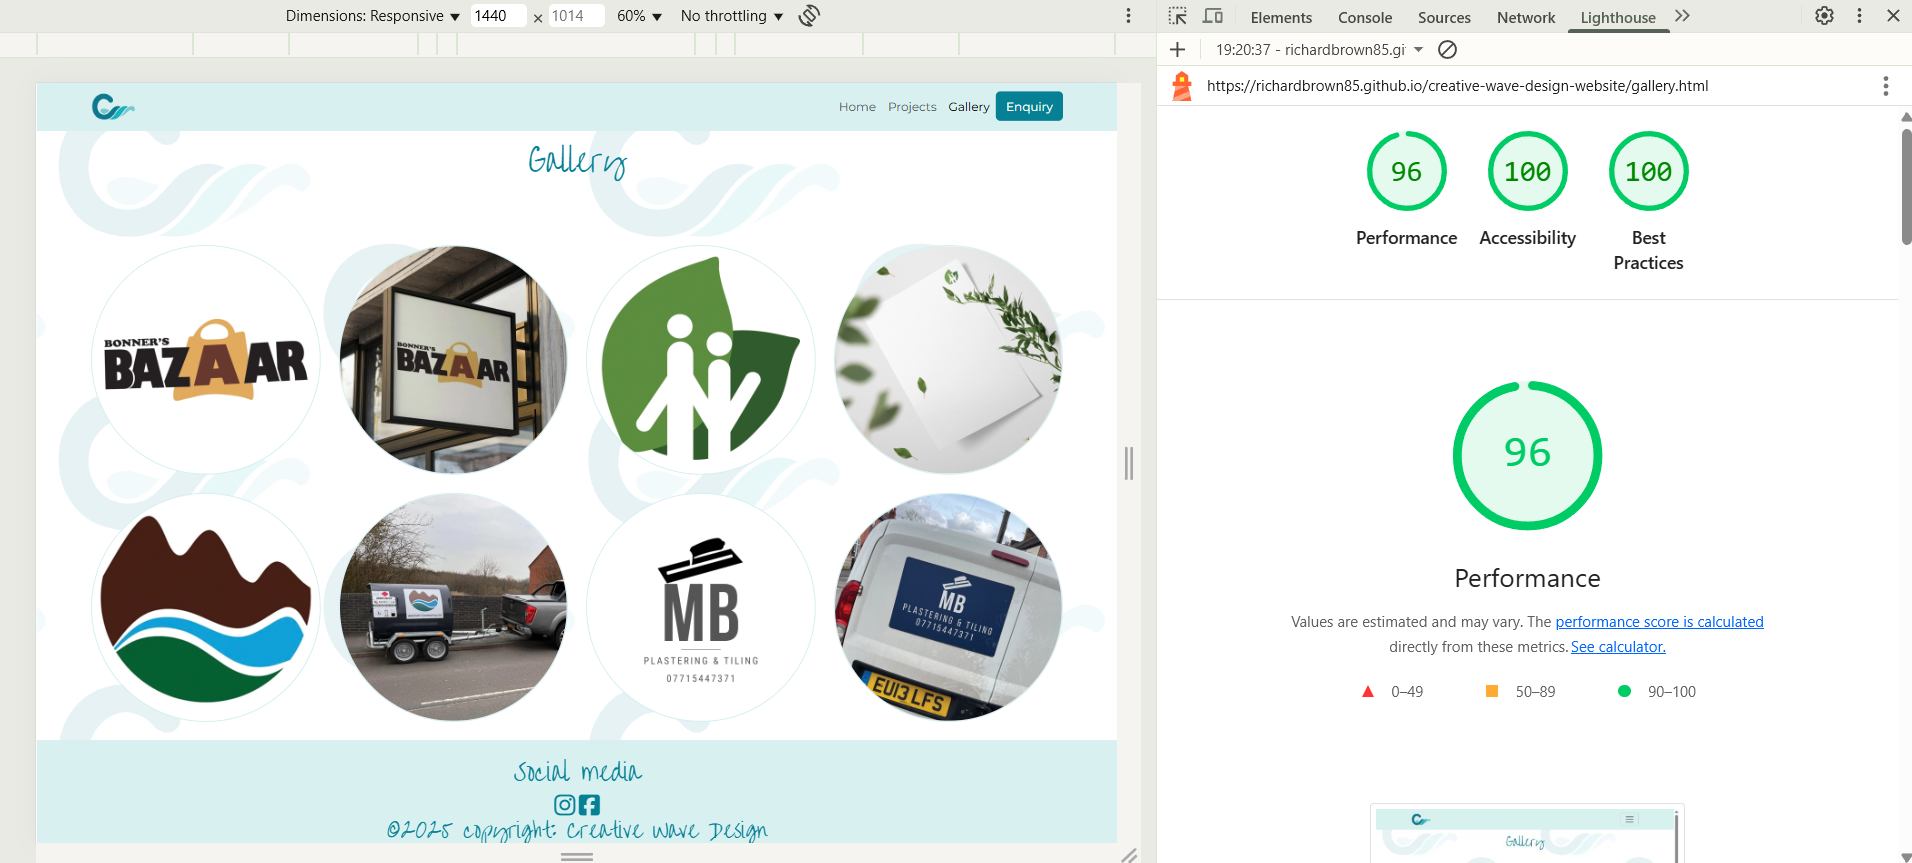 Dimensions: Responsive ▼ 1440 × 1014 60% ▼ No throttling ▼
Elements Console Sources Network Lighthouse
19:20:37 - richardbrown85.gi
https://richardbrown85.github.io/creative-wave-design-website/gallery.html
Home Projects Gallery Enquiry
Gallery
BONNER'S
BAZAAR
BONNER'S
BAZAAR
MB
PLASTERING & TILING
07715447371
MB
PLASTERING & TILING
07715447371
EU13 LFS
Social media
©2025 copyright: Creative Wave Design
96 100 100
Performance Accessibility Best
Practices
96
Performance
Values are estimated and may vary. The performance score is calculated
directly from these metrics. See calculator.
0–49 50–89 90–100
Gallery